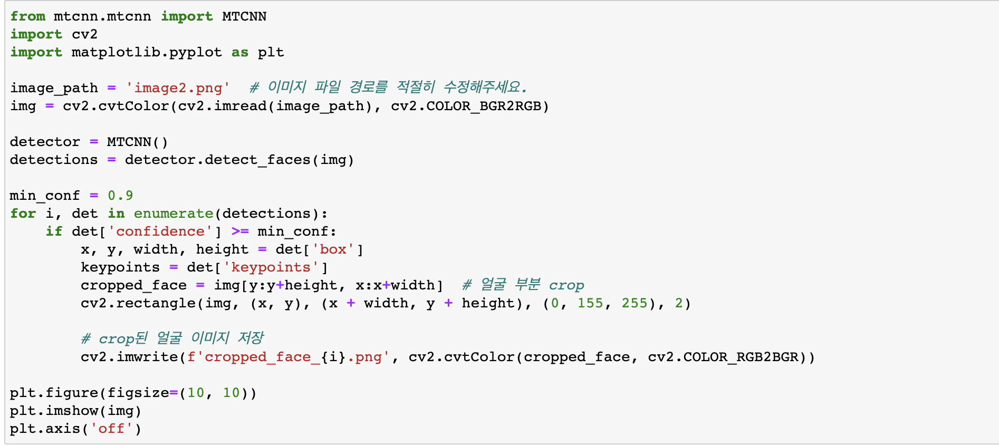 from mtcnn.mtcnn import MTCNN
import cv2
import matplotlib.pyplot as plt

image_path = 'image2.png'  # 이미지 파일 경로를 적절히 수정해주세요.
img = cv2.cvtColor(cv2.imread(image_path), cv2.COLOR_BGR2RGB)

detector = MTCNN()
detections = detector.detect_faces(img)

min_conf = 0.9
for i, det in enumerate(detections):
    if det['confidence'] >= min_conf:
        x, y, width, height = det['box']
        keypoints = det['keypoints']
        cropped_face = img[y:y+height, x:x+width]  # 얼굴 부분 crop
        cv2.rectangle(img, (x, y), (x + width, y + height), (0, 155, 255), 2)

        # crop된 얼굴 이미지 저장
        cv2.imwrite(f'cropped_face_{i}.png', cv2.cvtColor(cropped_face, cv2.COLOR_RGB2BGR))

plt.figure(figsize=(10, 10))
plt.imshow(img)
plt.axis('off')